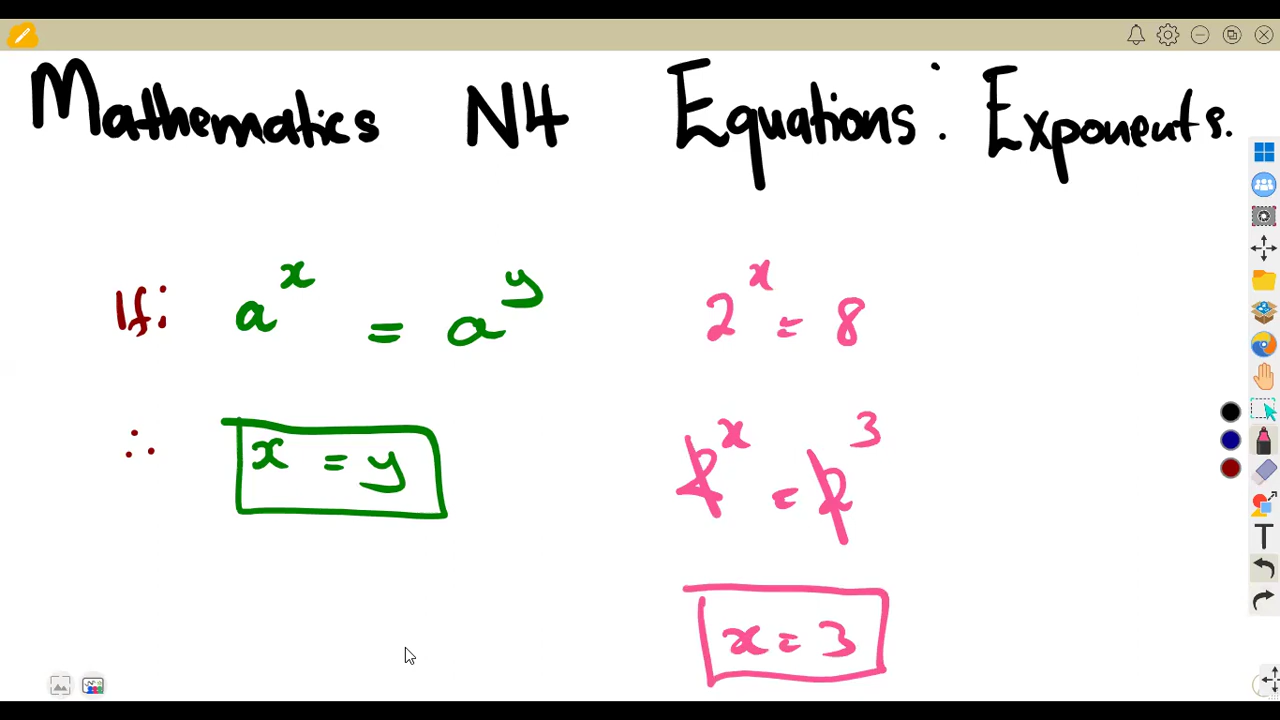 Mathematics N4 Equations: Exponents.
If: a^x = a^y
2^x = 8
∴ x = y
2^x = 2^3
x = 3
T